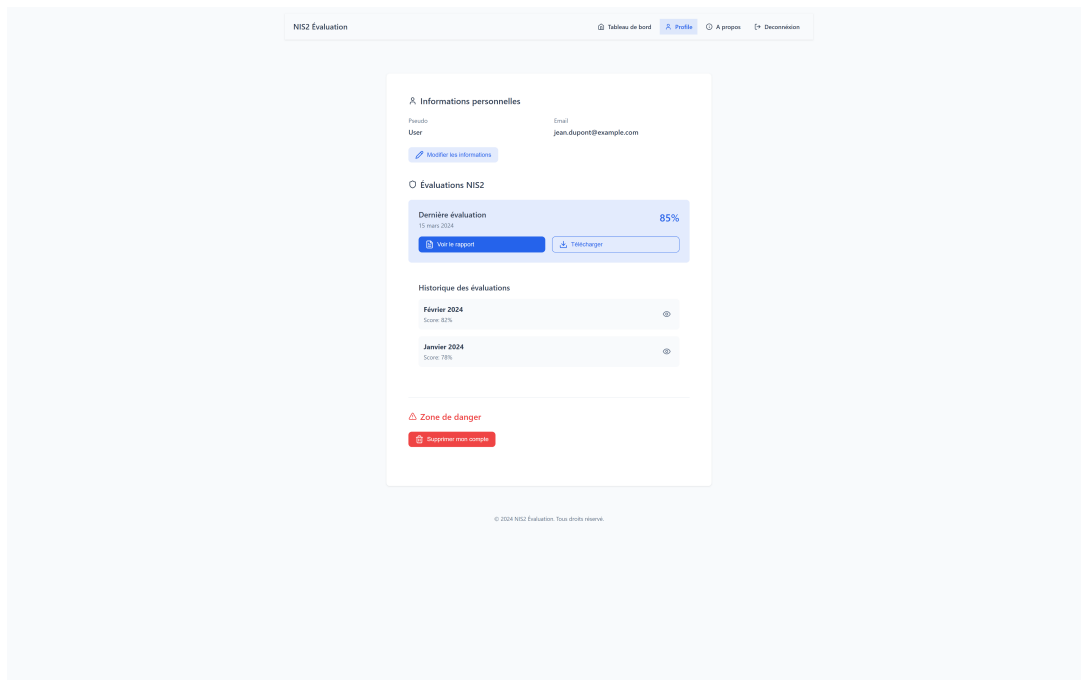 NIS2 Évaluation
Tableau de bord
Profile
A propos
Deconnéxion
Informations personnelles
Pseudo
Email
User
jean.dupont@example.com
Modifier les informations
Évaluations NIS2
Dernière évaluation
85%
15 mars 2024
Voir le rapport
Télécharger
Historique des évaluations
Février 2024
Score: 82%
Janvier 2024
Score: 78%
Zone de danger
Supprimer mon compte
© 2024 NIS2 Évaluation. Tous droits réservé.